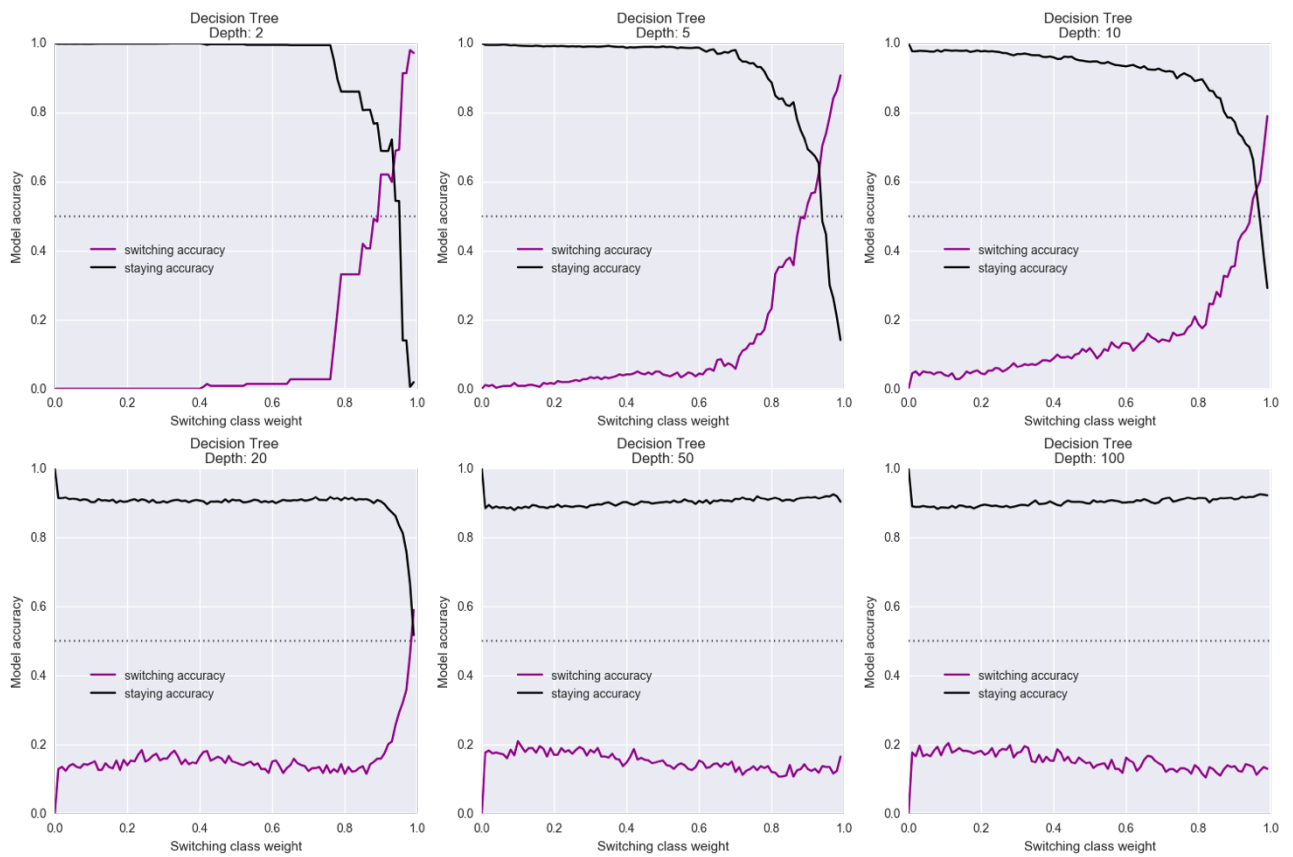 Decision Tree
Depth: 2
1.0
0.8
0.6
0.4
0.2
0.0
Model accuracy
switching accuracy
staying accuracy
0.0 0.2 0.4 0.6 0.8 1.0
Switching class weight
Decision Tree
Depth: 5
1.0
0.8
0.6
0.4
0.2
0.0
Model accuracy
switching accuracy
staying accuracy
0.0 0.2 0.4 0.6 0.8 1.0
Switching class weight
Decision Tree
Depth: 10
1.0
0.8
0.6
0.4
0.2
0.0
Model accuracy
switching accuracy
staying accuracy
0.0 0.2 0.4 0.6 0.8 1.0
Switching class weight
Decision Tree
Depth: 20
1.0
0.8
0.6
0.4
0.2
0.0
Model accuracy
switching accuracy
staying accuracy
0.0 0.2 0.4 0.6 0.8 1.0
Switching class weight
Decision Tree
Depth: 50
1.0
0.8
0.6
0.4
0.2
0.0
Model accuracy
switching accuracy
staying accuracy
0.0 0.2 0.4 0.6 0.8 1.0
Switching class weight
Decision Tree
Depth: 100
1.0
0.8
0.6
0.4
0.2
0.0
Model accuracy
switching accuracy
staying accuracy
0.0 0.2 0.4 0.6 0.8 1.0
Switching class weight